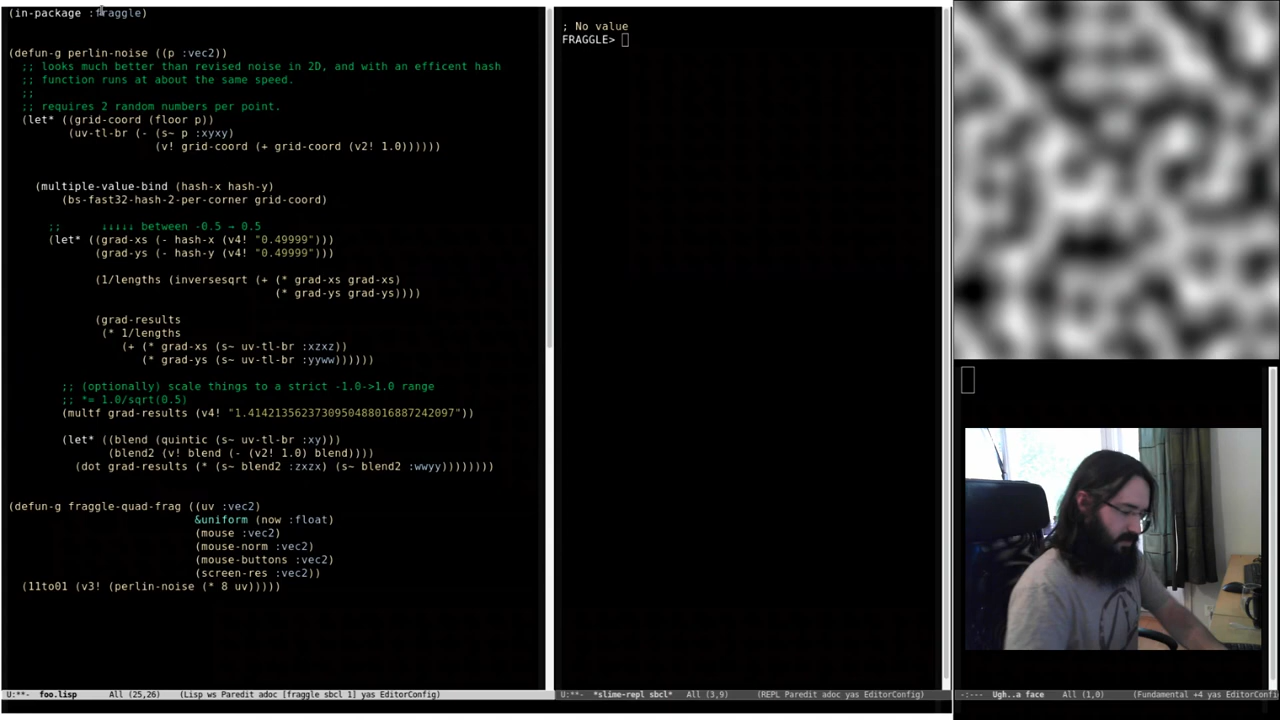 (in-package :fraggle)
(defun-g perlin-noise ((p :vec2))
;; looks much better than revised noise in 2D, and with an efficent hash
;; function runs at about the same speed.
;;
;; requires 2 random numbers per point.
(let* ((grid-coord (floor p))
(uv-tl-br (- (s~ p :xyxy)
(v! grid-coord (+ grid-coord (v2! 1.0))))))
(multiple-value-bind (hash-x hash-y)
(bs-fast32-hash-2-per-corner grid-coord)
;; ↓↓↓↓↓ between -0.5 → 0.5
(let* ((grad-xs (- hash-x (v4! "0.49999")))
(grad-ys (- hash-y (v4! "0.49999")))
(1/lengths (inversesqrt (+ (* grad-xs grad-xs)
(* grad-ys grad-ys))))
(grad-results
(* 1/lengths
(+ (* grad-xs (s~ uv-tl-br :xzxz))
(* grad-ys (s~ uv-tl-br :yyww))))))
;; (optionally) scale things to a strict -1.0->1.0 range
;; *= 1.0/sqrt(0.5)
(multf grad-results (v4! "1.4142135623730950488016887242097"))
(let* ((blend (quintic (s~ uv-tl-br :xy)))
(blend2 (v! blend (- (v2! 1.0) blend))))
(dot grad-results (* (s~ blend2 :zxzx) (s~ blend2 :wwyy))))))))
(defun-g fraggle-quad-frag ((uv :vec2)
&uniform (now :float)
(mouse :vec2)
(mouse-norm :vec2)
(mouse-buttons :vec2)
(screen-res :vec2))
(11to01 (v3! (perlin-noise (* 8 uv)))))
U:**- foo.lisp All (25,26) (Lisp ws Paredit adoc [fraggle sbcl 1] yas EditorConfig)
; No value
FRAGGLE>
U:**- *slime-repl sbcl* All (3,9) (REPL Paredit adoc yas EditorConfig)
-:--- Ugh..a face All (1,0) (Fundamental +4 yas EditorConfi